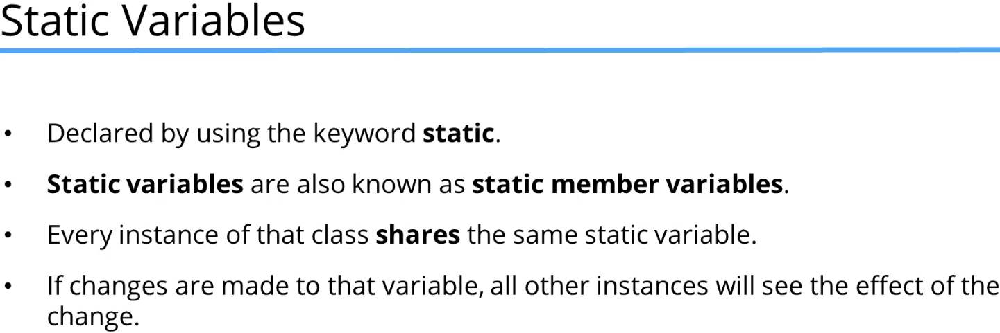 Static Variables
• Declared by using the keyword static.
• Static variables are also known as static member variables.
• Every instance of that class shares the same static variable.
• If changes are made to that variable, all other instances will see the effect of the
change.